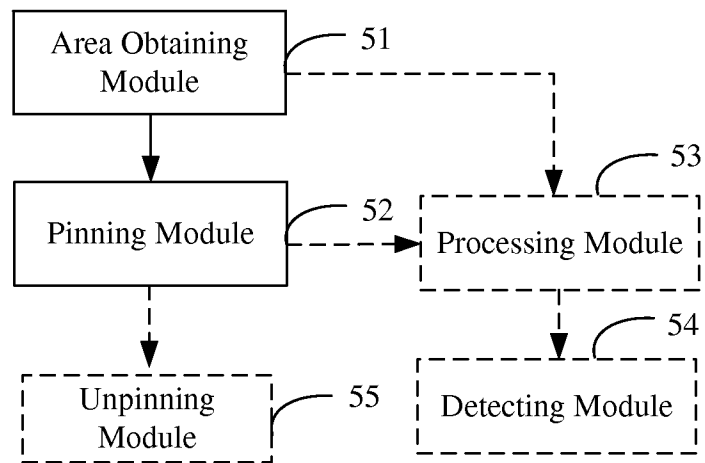 Area Obtaining
Module
51
Pinning Module
52
53
Processing Module
54
Unpinning
Module
55
Detecting Module